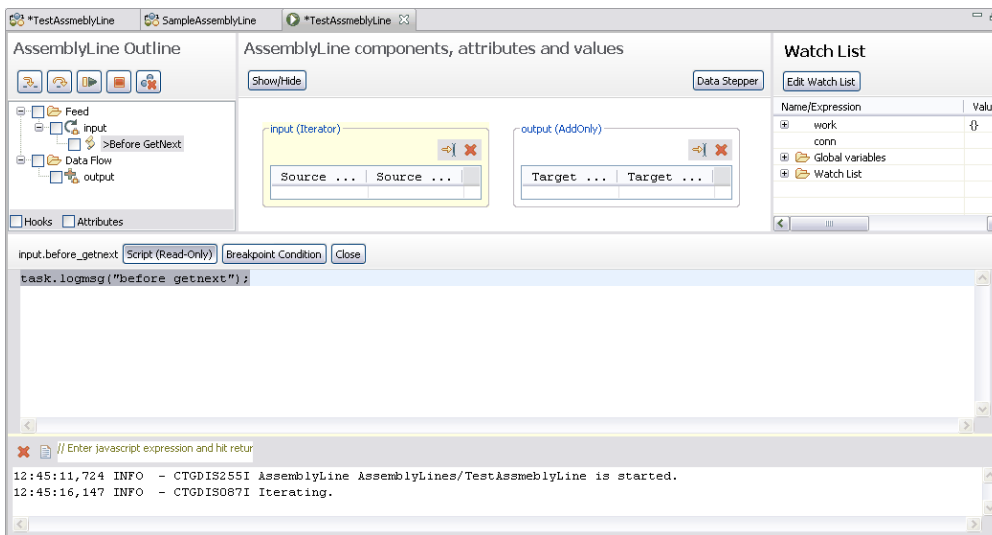 *TestAssmeblyLine SampleAssemblyLine *TestAssmeblyLine
AssemblyLine Outline
AssemblyLine components, attributes and values
Watch List
Show/Hide Data Stepper
Edit Watch List
Feed
input
>Before GetNext
Data Flow
output
Hooks Attributes
input (Iterator)
Source ... Source ...
output (AddOnly)
Target ... Target ...
Name/Expression Valu
work {}
conn
Global variables
Watch List
input.before_getnext Script (Read-Only) Breakpoint Condition Close
task.logmsg("before getnext");
// Enter javascript expression and hit retur
12:45:11,724 INFO - CTGDIS255I AssemblyLine AssemblyLines/TestAssmeblyLine is started.
12:45:16,147 INFO - CTGDIS087I Iterating.